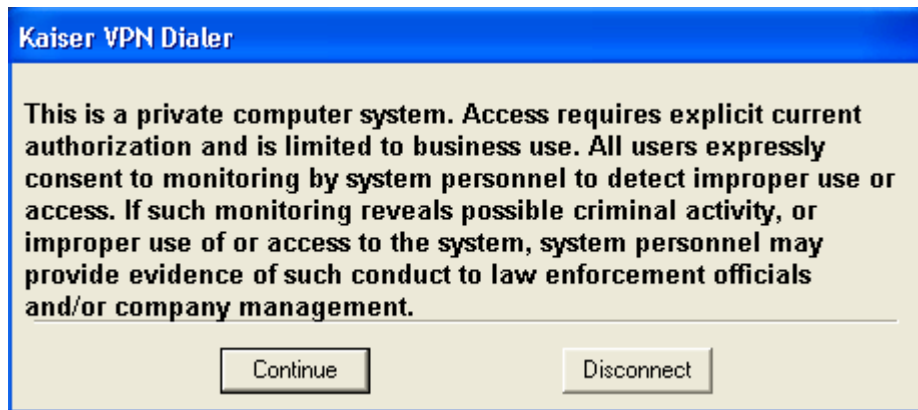 Kaiser VPN Dialer
This is a private computer system. Access requires explicit current
authorization and is limited to business use. All users expressly
consent to monitoring by system personnel to detect improper use or
access. If such monitoring reveals possible criminal activity, or
improper use of or access to the system, system personnel may
provide evidence of such conduct to law enforcement officials
and/or company management.
Continue
Disconnect